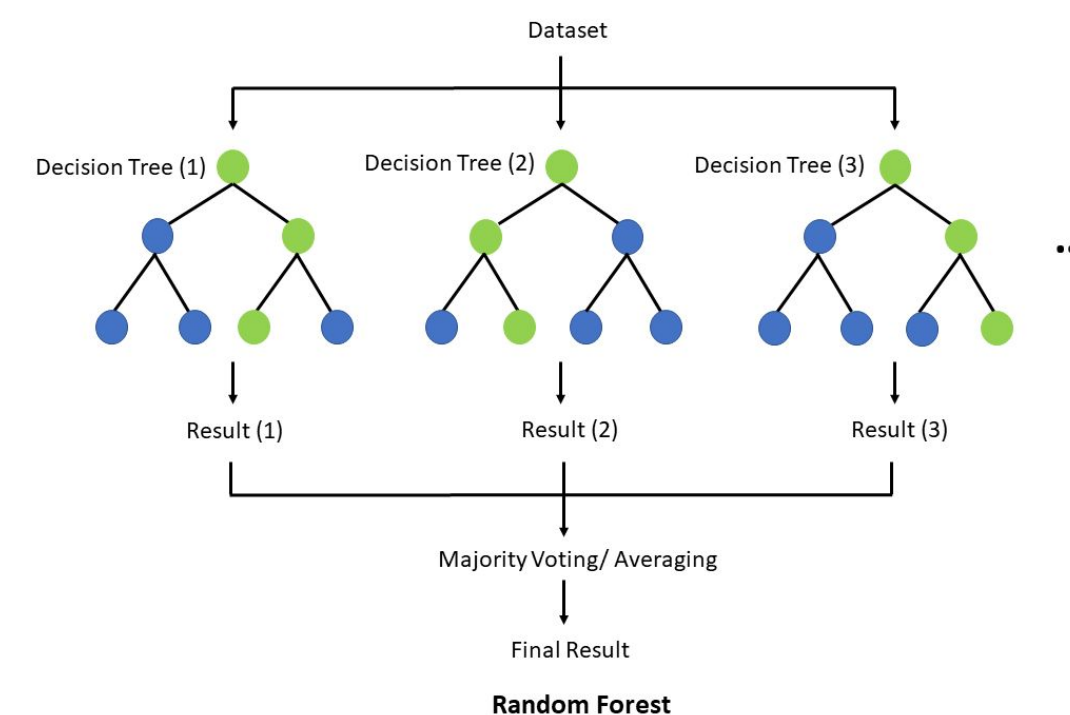 Dataset
Decision Tree (1)
Decision Tree (2)
Decision Tree (3)
Result (1)
Result (2)
Result (3)
Majority Voting/ Averaging
Final Result
Random Forest